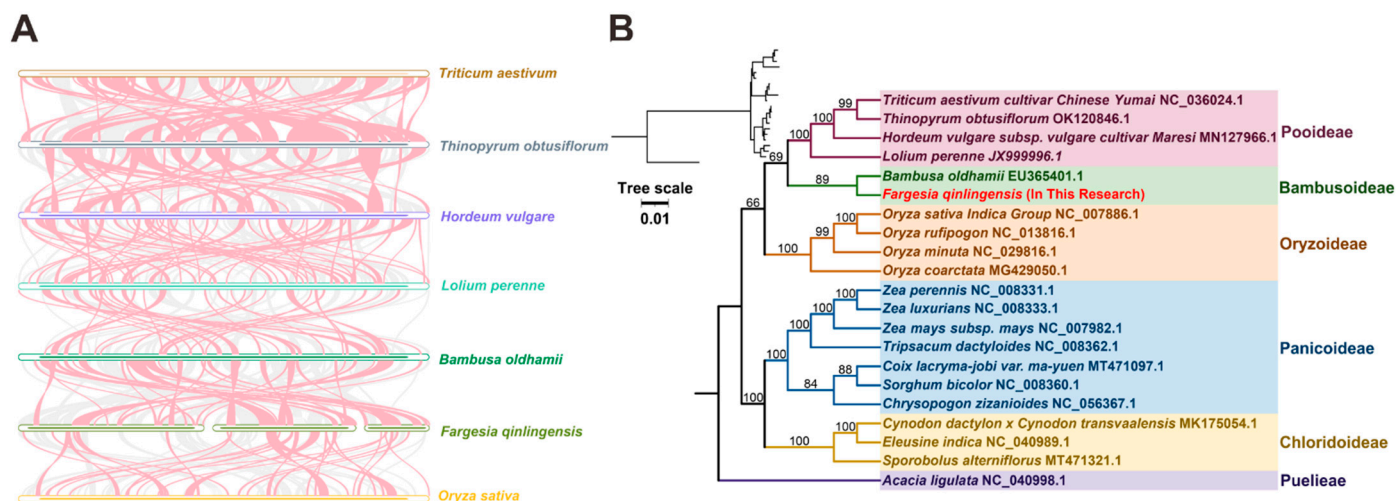 A
Triticum aestivum
Thinopyrum obtusiflorum
Hordeum vulgare
Lolium perenne
Bambusa oldhamii
Fargesia qinlingensis
Oryza sativa
B
Tree scale
0.01
99
100
100
69
89
66
100
99
100
100
100
100
100
88
84
100
100
100
Triticum aestivum cultivar Chinese Yumai NC_036024.1
Thinopyrum obtusiflorum OK120846.1
Hordeum vulgare subsp. vulgare cultivar Maresi MN127966.1
Lolium perenne JX999996.1
Pooideae
Bambusa oldhamii EU365401.1
Fargesia qinlingensis (In This Research)
Bambusoideae
Oryza sativa Indica Group NC_007886.1
Oryza rufipogon NC_013816.1
Oryza minuta NC_029816.1
Oryza coarctata MG429050.1
Oryzoideae
Zea perennis NC_008331.1
Zea luxurians NC_008333.1
Zea mays subsp. mays NC_007982.1
Tripsacum dactyloides NC_008362.1
Coix lacryma-jobi var. ma-yuen MT471097.1
Sorghum bicolor NC_008360.1
Chrysopogon zizanioides NC_056367.1
Panicoideae
Cynodon dactylon x Cynodon transvaalensis MK175054.1
Eleusine indica NC_040989.1
Sporobolus alterniflorus MT471321.1
Chloridoideae
Acacia ligulata NC_040998.1
Puelieae